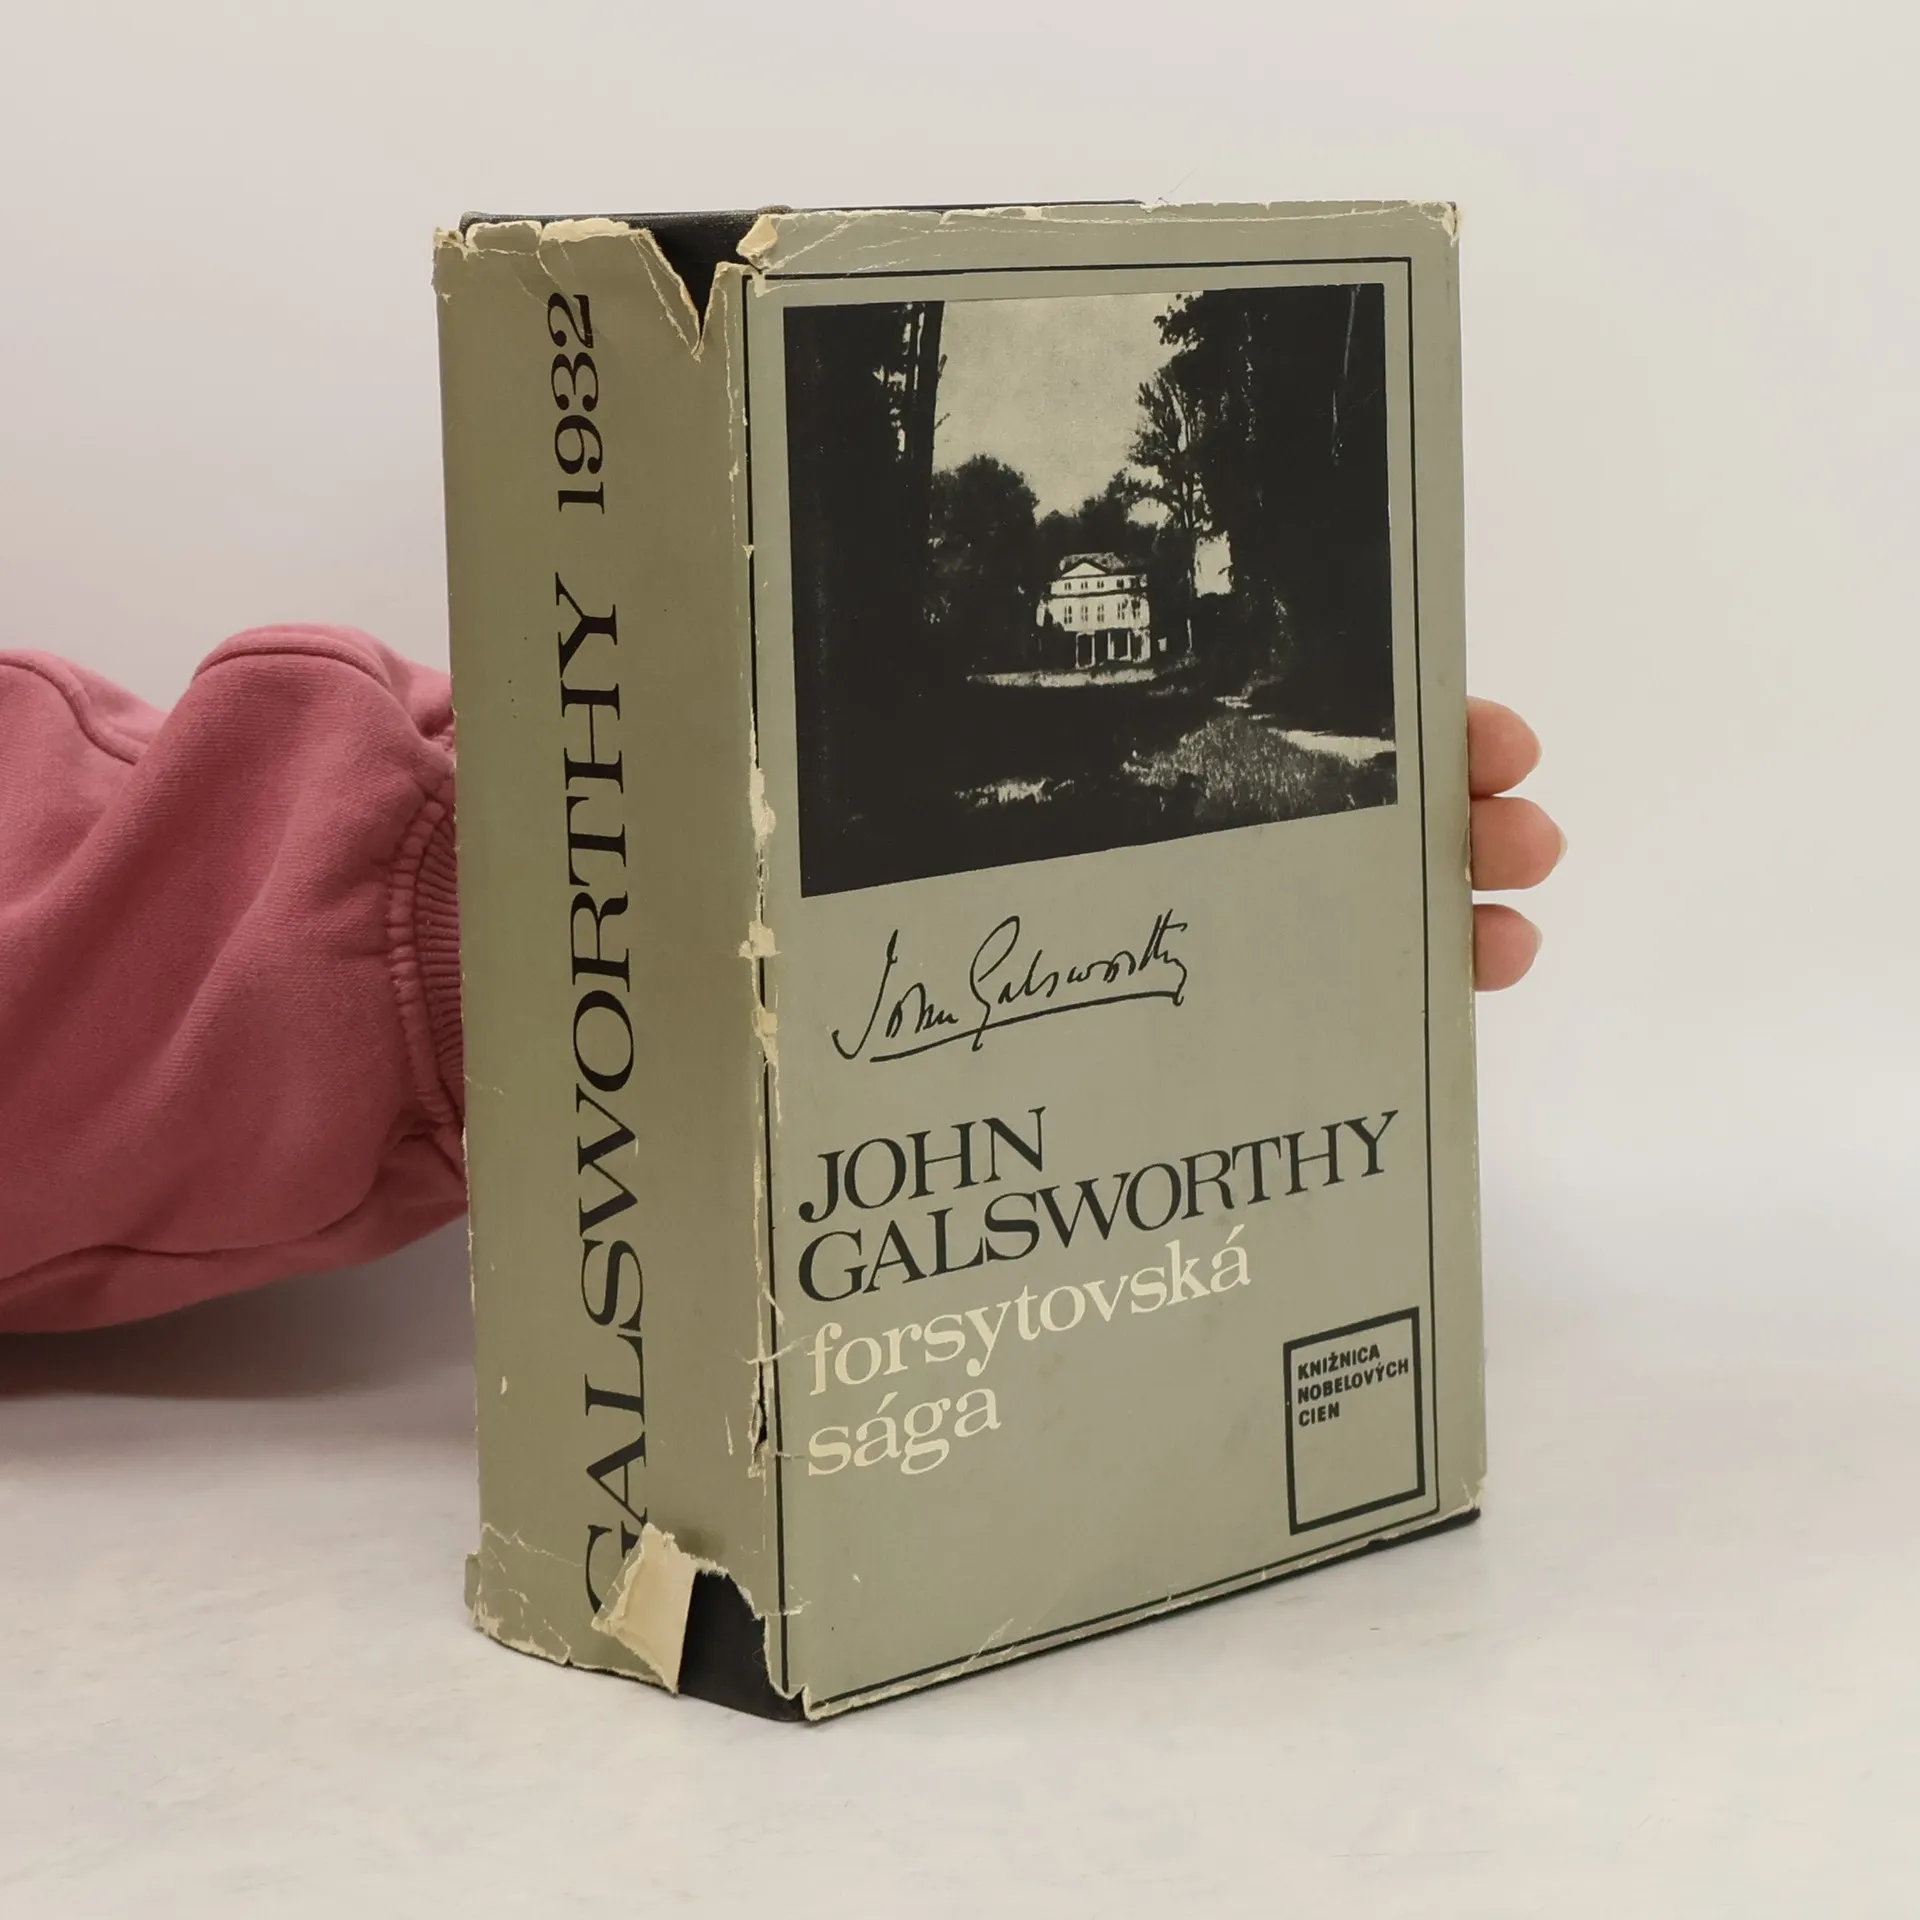 GALSWORTHY 1932
John Galsworthy
JOHN
GALSWORTHY
forsytovská
sága
KNIŽNICA
NOBELOVÝCH
CIEN